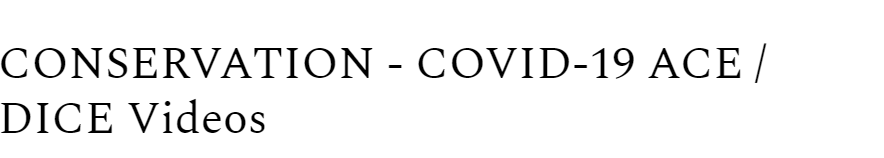 CONSERVATION - COVID-19 ACE /
DICE Videos